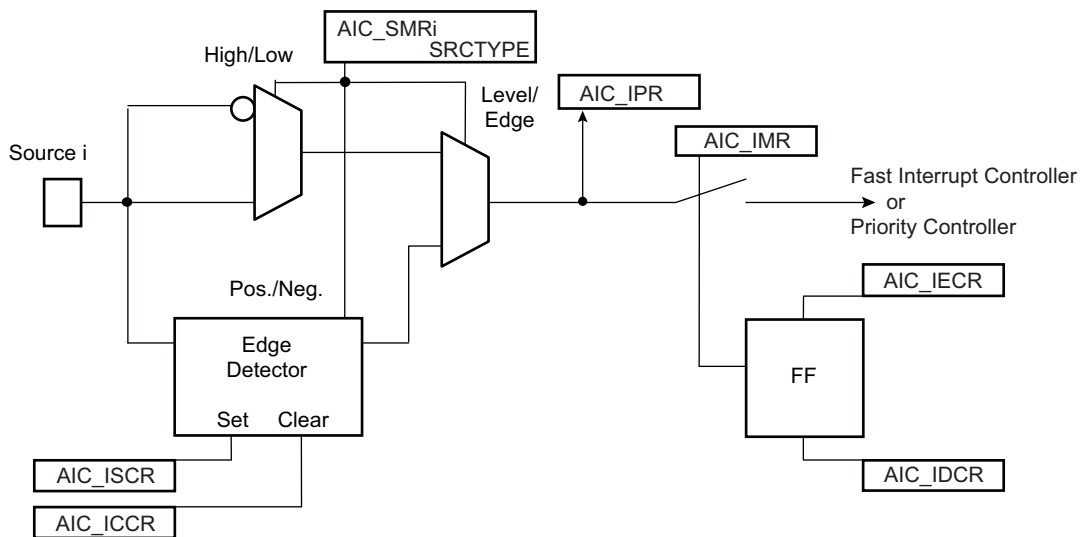 AIC_SMRi
SRCTYPE
High/Low
Level/
Edge
AIC_IPR
AIC_IMR
Source i
Fast Interrupt Controller
or
Priority Controller
Pos./Neg.
AIC_IECR
Edge
Detector
FF
Set Clear
AIC_ISCR
AIC_IDCR
AIC_ICCR